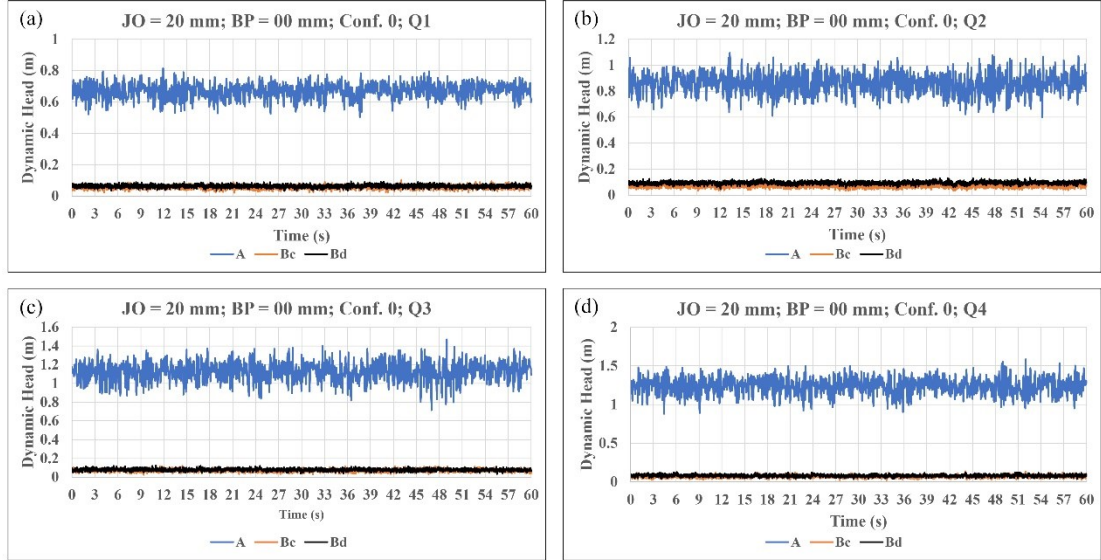 (a)
JO = 20 mm; BP = 00 mm; Conf. 0; Q1
Dynamic Head (m)
1
0.8
0.6
0.4
0.2
0
0 3 6 9 12 15 18 21 24 27 30 33 36 39 42 45 48 51 54 57 60
Time (s)
A Bc Bd
(b)
JO = 20 mm; BP = 00 mm; Conf. 0; Q2
Dynamic Head (m)
1.2
1
0.8
0.6
0.4
0.2
0
0 3 6 9 12 15 18 21 24 27 30 33 36 39 42 45 48 51 54 57 60
Time (s)
A Bc Bd
(c)
JO = 20 mm; BP = 00 mm; Conf. 0; Q3
Dynamic Head (m)
1.6
1.4
1.2
1
0.8
0.6
0.4
0.2
0
0 3 6 9 12 15 18 21 24 27 30 33 36 39 42 45 48 51 54 57 60
Time (s)
A Bc Bd
(d)
JO = 20 mm; BP = 00 mm; Conf. 0; Q4
Dynamic Head (m)
2
1.5
1
0.5
0
0 3 6 9 12 15 18 21 24 27 30 33 36 39 42 45 48 51 54 57 60
Time (s)
A Bc Bd